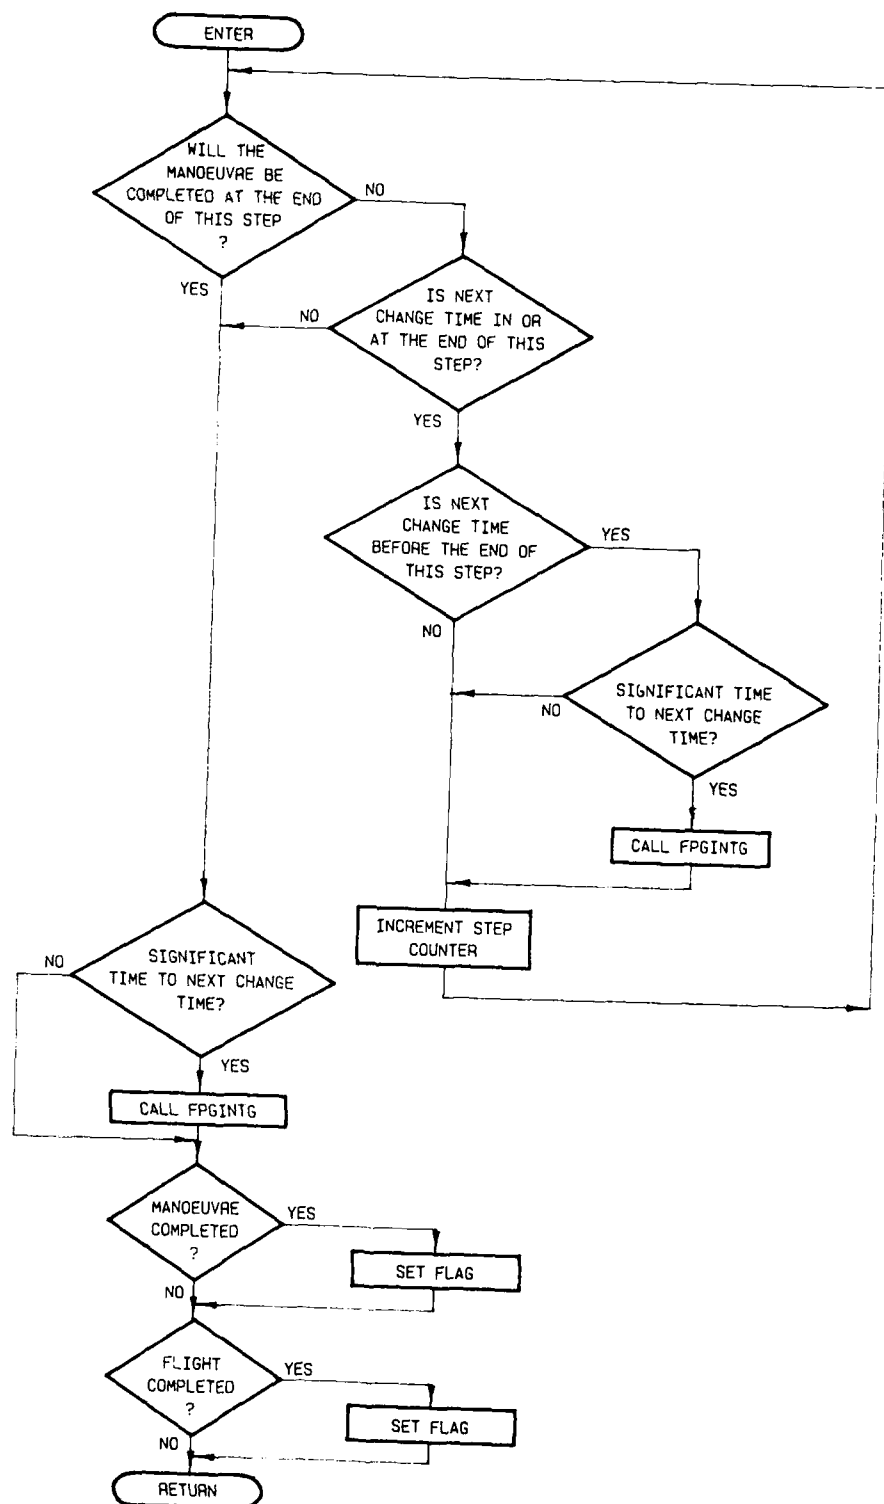 ENTER
WILL THE
MANOEUVRE BE
COMPLETED AT THE END
OF THIS STEP
?
NO
YES
IS NEXT
CHANGE TIME IN OR
AT THE END OF THIS
STEP?
NO
YES
IS NEXT
CHANGE TIME
BEFORE THE END OF
THIS STEP?
YES
NO
SIGNIFICANT TIME
TO NEXT CHANGE
TIME?
NO
YES
CALL FPGINTG
INCREMENT STEP
COUNTER
SIGNIFICANT
TIME TO NEXT CHANGE
TIME?
NO
YES
CALL FPGINTG
MANOEUVRE
COMPLETED
?
YES
SET FLAG
NO
FLIGHT
COMPLETED
?
YES
SET FLAG
NO
RETURN